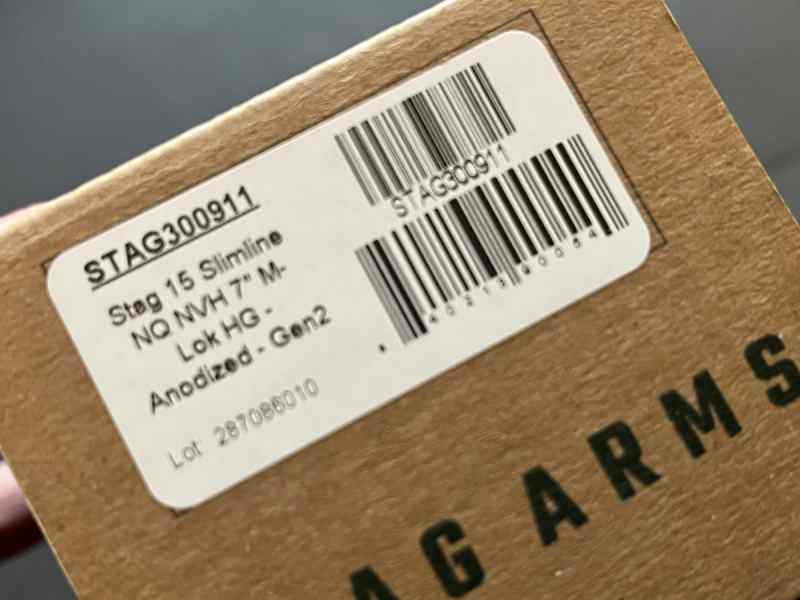 STAG300911
Stag 15 Slimline
NQ NVH 7" M-
Lok HG -
Anodized - Gen2
Lot: 287086010
STAG300911
AG ARMS